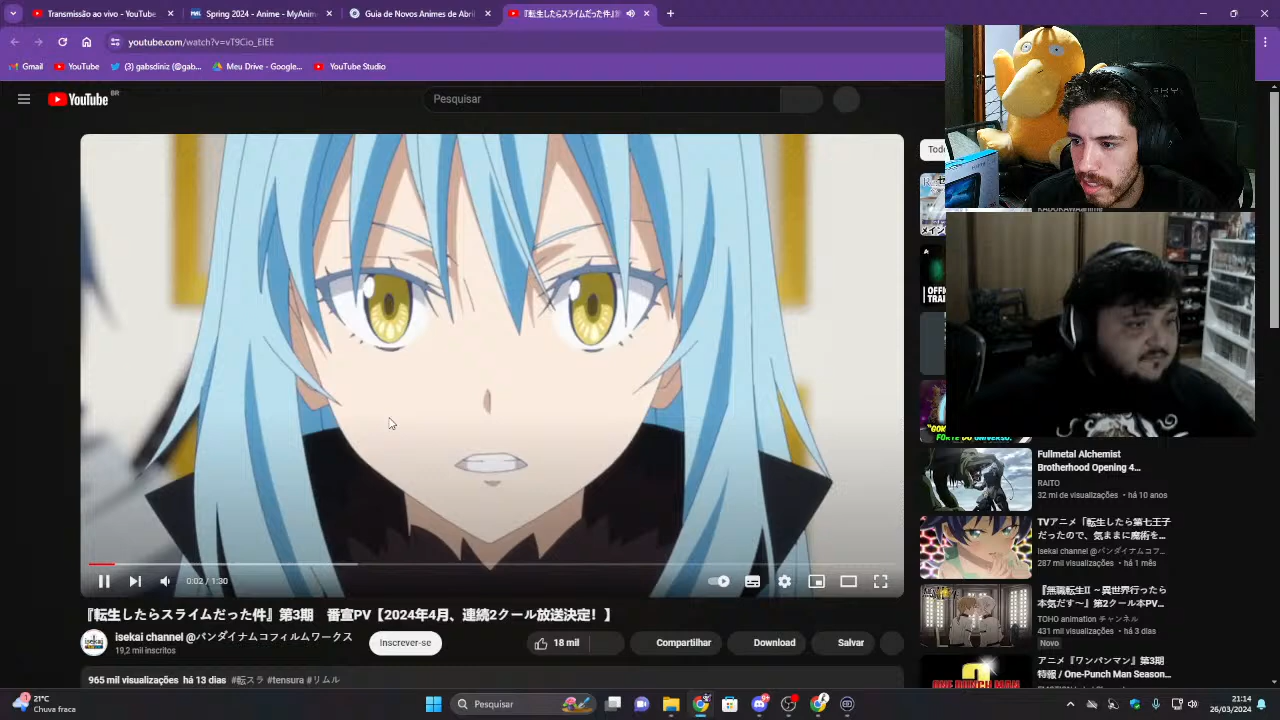 Transmissão ao vivo - YouTu
Spring 2024 - Anime - MyAnim
Guia de Novos Animes de Abri
『転生したらスライムだった件』
youtube.com/watch?v=vT9Cio_EIEE
Gmail
YouTube
(3) gabsdiniz (@gab...
Meu Drive - Google...
YouTube Studio
YouTube BR
Pesquisar
Todo
KADOKAWAanime
"GOK
FORTE DO UNIVERSO.
Fullmetal Alchemist
Brotherhood Opening 4...
RAITO
32 mi de visualizações • há 10 anos
TVアニメ「転生したら第七王子
だったので、気ままに魔術を...
isekai channel @バンダイナムコフ...
287 mil visualizações • há 1 mês
『無職転生II ～異世界行ったら
本気だす～』第2クール本PV...
TOHO animation チャンネル
431 mil visualizações • há 3 dias
Novo
アニメ『ワンパンマン』第3期
特報 / One-Punch Man Season...
0:02 / 1:30
『転生したらスライムだった件』第3期 番宣CM 【2024年4月、連続2クール放送決定！】
isekai channel @バンダイナムコフィルムワークス
19,2 mil inscritos
Inscrever-se
18 mil
Compartilhar
Download
Salvar
965 mil visualizações há 13 dias #転スラ #tensura #リムル
21°C
Chuva fraca
Pesquisar
21:14
26/03/2024